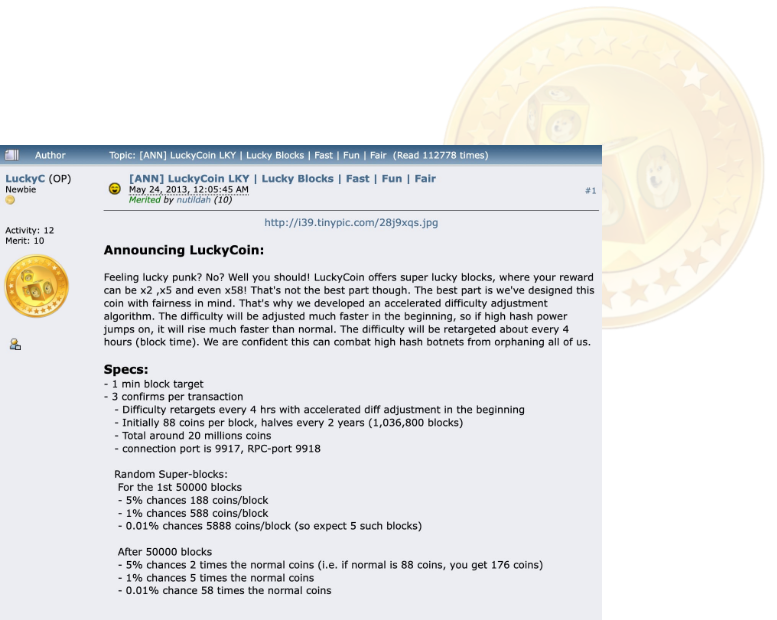 Author
Topic: [ANN] LuckyCoin LKY | Lucky Blocks | Fast | Fun | Fair  (Read 112778 times)
LuckyC (OP)
Newbie
Activity: 12
Merit: 10
[ANN] LuckyCoin LKY | Lucky Blocks | Fast | Fun | Fair
May 24, 2013, 12:05:45 AM
Merited by nutildah (10)
#1
http://i39.tinypic.com/28j9xqs.jpg
Announcing LuckyCoin:
Feeling lucky punk? No? Well you should! LuckyCoin offers super lucky blocks, where your reward
can be x2 ,x5 and even x58! That's not the best part though. The best part is we've designed this
coin with fairness in mind. That's why we developed an accelerated difficulty adjustment
algorithm. The difficulty will be adjusted much faster in the beginning, so if high hash power
jumps on, it will rise much faster than normal. The difficulty will be retargeted about every 4
hours (block time). We are confident this can combat high hash botnets from orphaning all of us.
Specs:
- 1 min block target
- 3 confirms per transaction
- Difficulty retargets every 4 hrs with accelerated diff adjustment in the beginning
- Initially 88 coins per block, halves every 2 years (1,036,800 blocks)
- Total around 20 millions coins
- connection port is 9917, RPC-port 9918
Random Super-blocks:
For the 1st 50000 blocks
- 5% chances 188 coins/block
- 1% chances 588 coins/block
- 0.01% chances 5888 coins/block (so expect 5 such blocks)
After 50000 blocks
- 5% chances 2 times the normal coins (i.e. if normal is 88 coins, you get 176 coins)
- 1% chances 5 times the normal coins
- 0.01% chance 58 times the normal coins